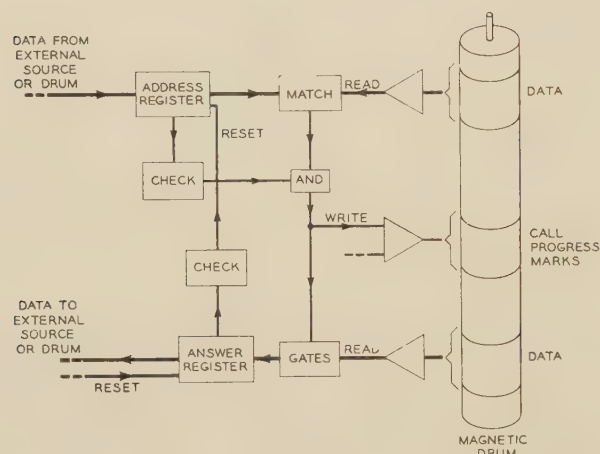 DATA FROM
EXTERNAL
SOURCE
OR DRUM
ADDRESS
REGISTER
MATCH
READ
DATA
RESET
CHECK
AND
WRITE
CALL
PROGRESS
MARKS
CHECK
DATA TO
EXTERNAL
SOURCE
OR DRUM
ANSWER
REGISTER
GATES
READ
DATA
RESET
MAGNETIC
DRUM